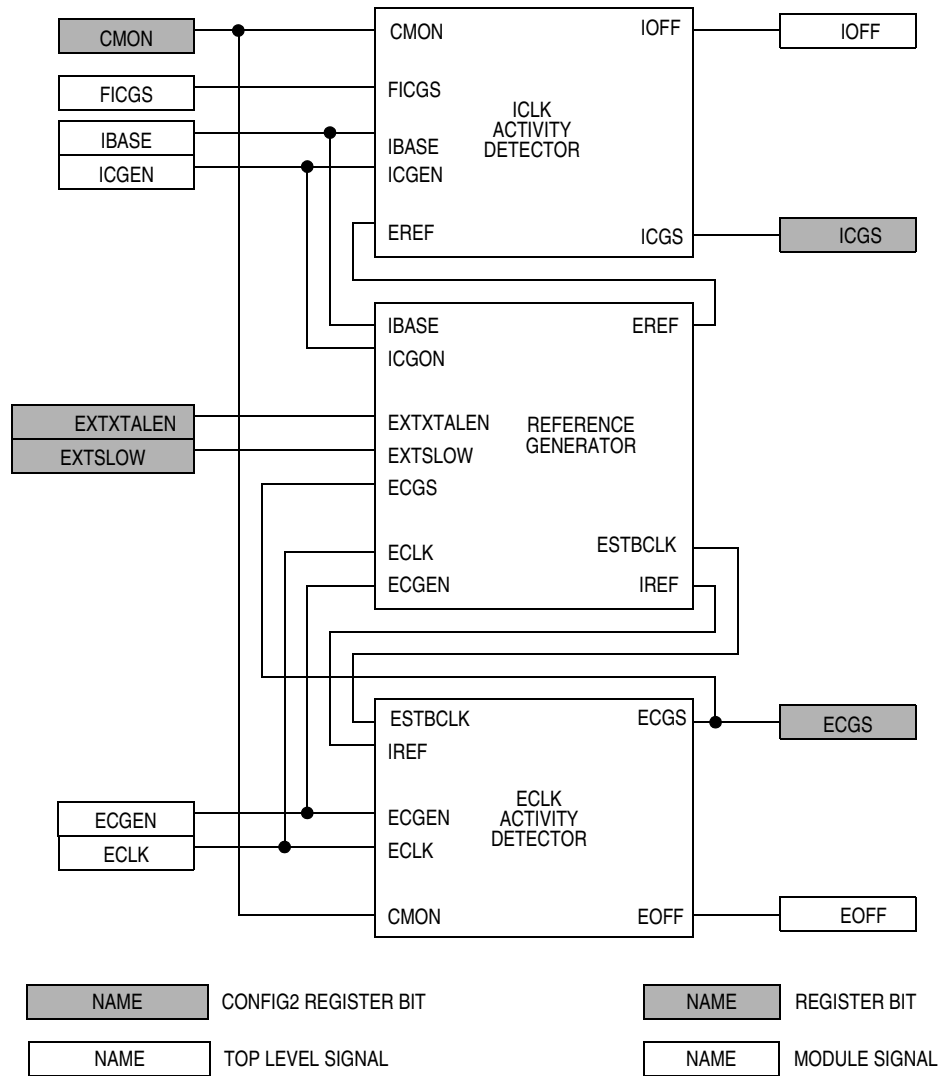 CMON
FICGS
IBASE
ICGEN
CMON
FICGS
IBASE
ICGEN
EREF
ICLK
ACTIVITY
DETECTOR
IOFF
ICGS
IOFF
ICGS
EXTXTALEN
EXTSLOW
IBASE
ICGON
EXTXTALEN
EXTSLOW
ECGS
ECLK
ECGEN
REFERENCE
GENERATOR
EREF
ESTBCLK
IREF
ECGEN
ECLK
ESTBCLK
IREF
ECGEN
ECLK
CMON
ECLK
ACTIVITY
DETECTOR
ECGS
EOFF
ECGS
EOFF
NAME CONFIG2 REGISTER BIT
NAME REGISTER BIT
NAME TOP LEVEL SIGNAL
NAME MODULE SIGNAL